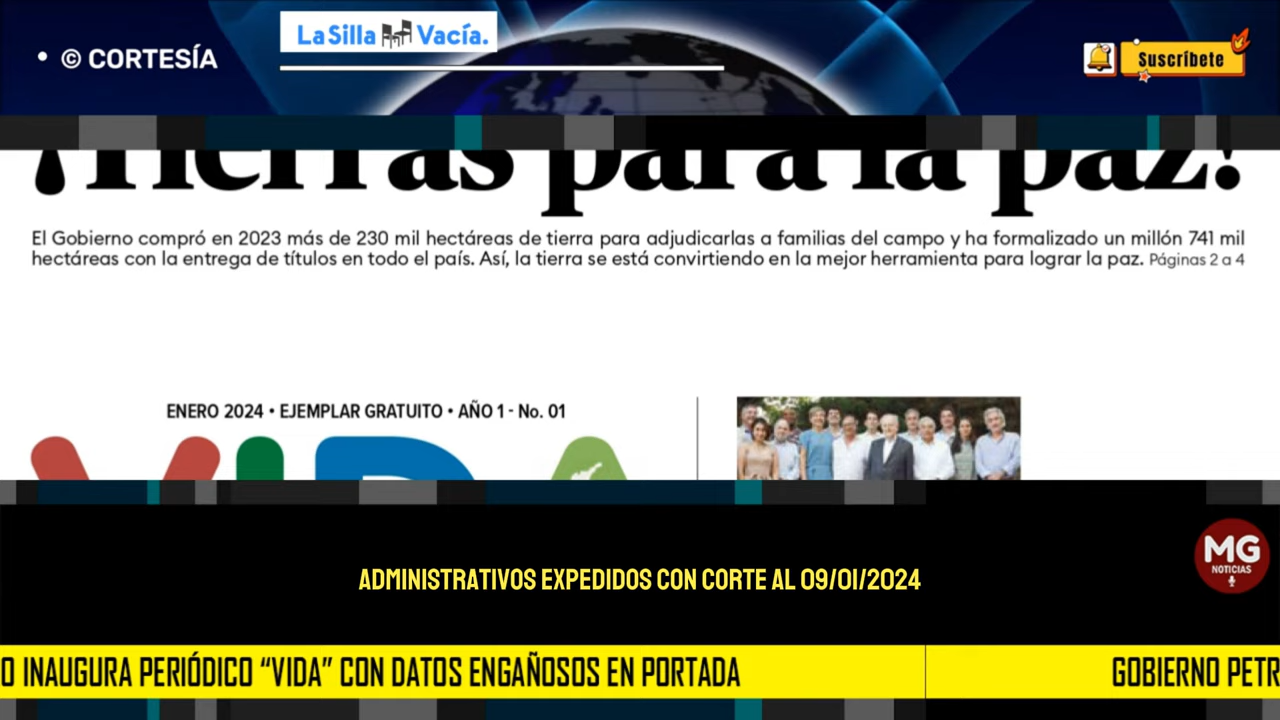 • © CORTESÍA
La Silla Vacía.
Suscríbete
¡Tierras para la paz!
El Gobierno compró en 2023 más de 230 mil hectáreas de tierra para adjudicarlas a familias del campo y ha formalizado un millón 741 mil
hectáreas con la entrega de títulos en todo el país. Así, la tierra se está convirtiendo en la mejor herramienta para lograr la paz. Páginas 2 a 4
ENERO 2024 • EJEMPLAR GRATUITO • AÑO 1 - No. 01
VIDA
MG
NOTICIAS
ADMINISTRATIVOS EXPEDIDOS CON CORTE AL 09/01/2024
O INAUGURA PERIÓDICO “VIDA” CON DATOS ENGAÑOSOS EN PORTADA
GOBIERNO PETR